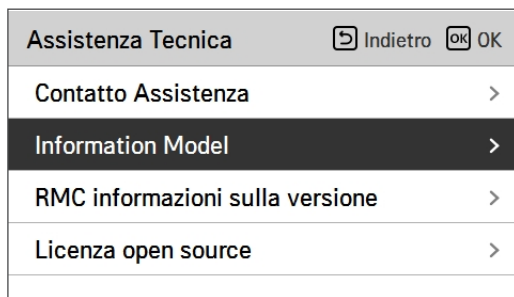 Assistenza Tecnica Indietro OK OK
Contatto Assistenza >
Information Model >
RMC informazioni sulla versione >
Licenza open source >